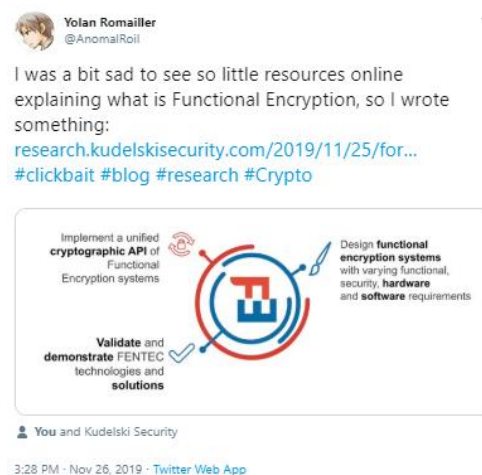 Yolan Romailler
@AnomalRoil
I was a bit sad to see so little resources online
explaining what is Functional Encryption, so I wrote
something:
research.kudelskisecurity.com/2019/11/25/for...
#clickbait #blog #research #Crypto
Implement a unified
cryptographic API of
Functional
Encryption systems
Design functional
encryption systems
with varying functional,
security, hardware
and software requirements
FE
Validate and
demonstrate FENTEC
technologies and
solutions
You and Kudelski Security
3:28 PM · Nov 26, 2019 · Twitter Web App